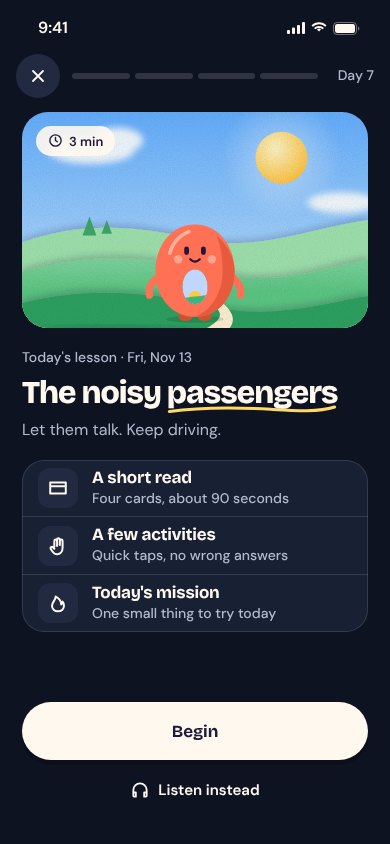 9:41
Day 7
3 min
Today's lesson · Fri, Nov 13
The noisy passengers
Let them talk. Keep driving.
A short read
Four cards, about 90 seconds
A few activities
Quick taps, no wrong answers
Today's mission
One small thing to try today
Begin
Listen instead